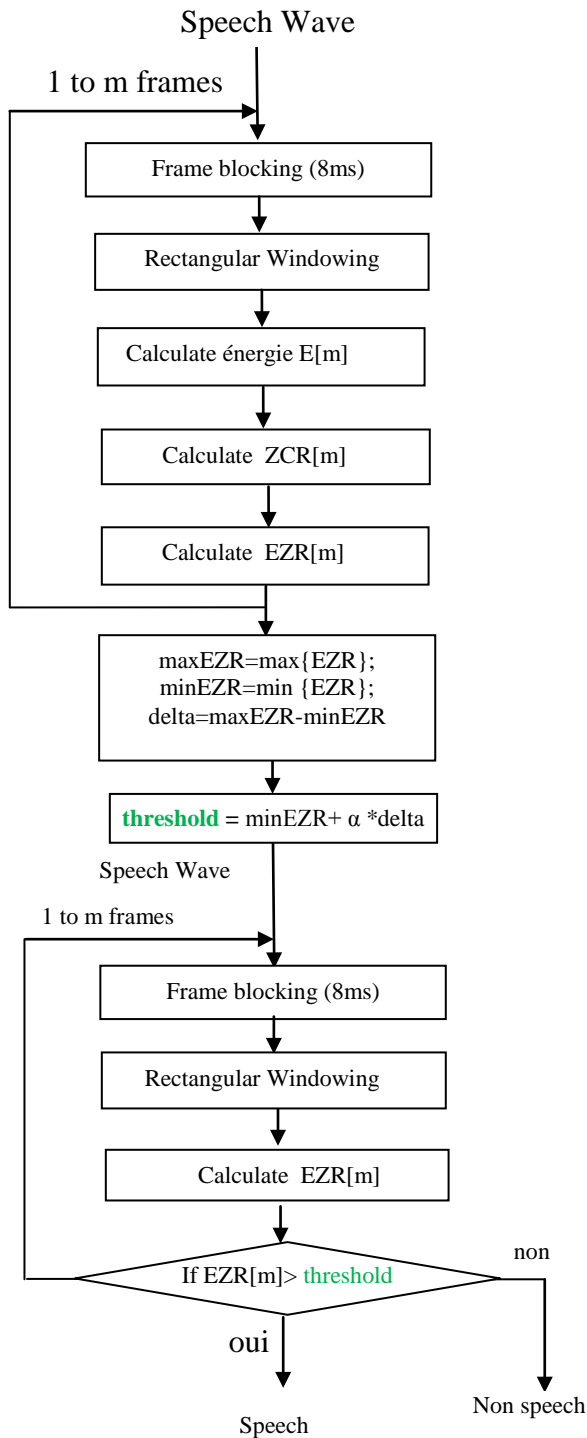 Speech Wave
1 to m frames
Frame blocking (8ms)
Rectangular Windowing
Calculate énergie E[m]
Calculate ZCR[m]
Calculate EZR[m]
maxEZR=max{EZR};
minEZR=min {EZR};
delta=maxEZR-minEZR
threshold = minEZR+ α *delta
Speech Wave
1 to m frames
Frame blocking (8ms)
Rectangular Windowing
Calculate EZR[m]
If EZR[m]> threshold
non
oui
Non speech
Speech